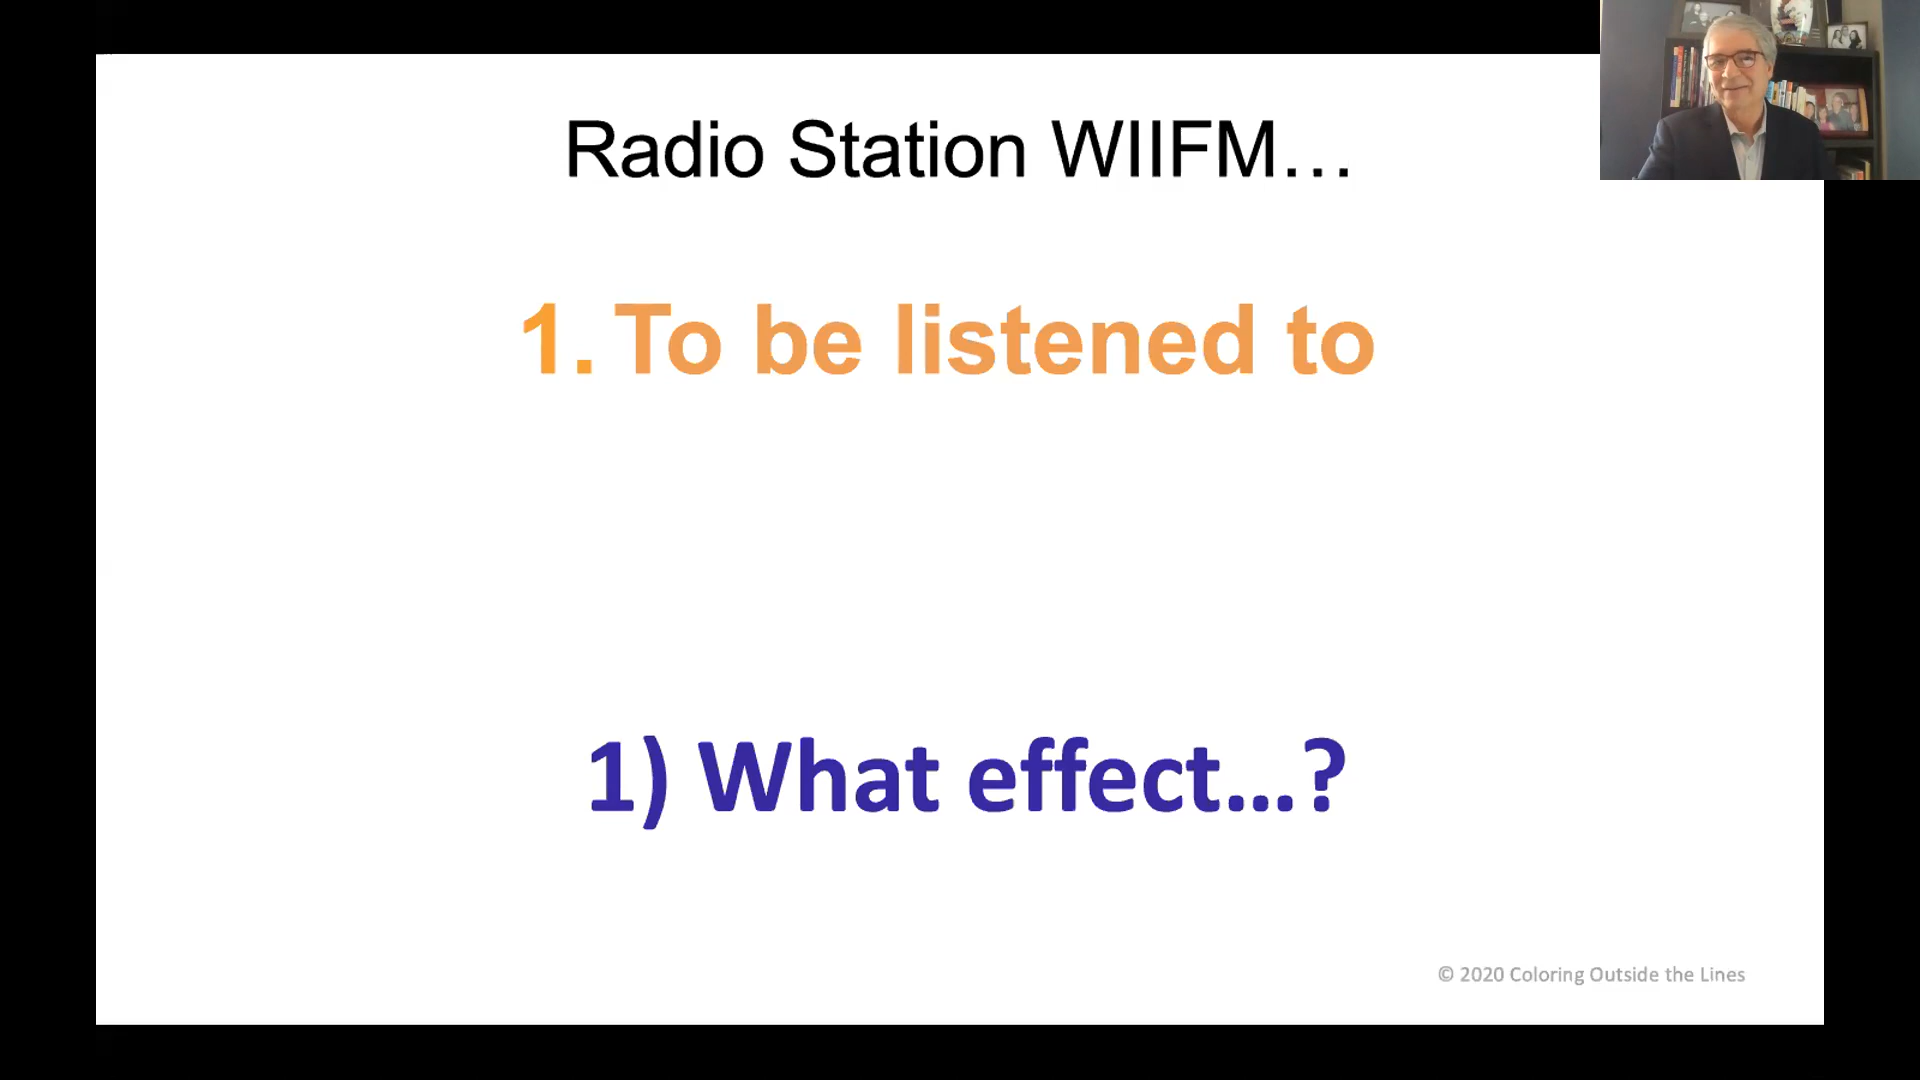 Radio Station WIIFM…
1. To be listened to
1) What effect…?
© 2020 Coloring Outside the Lines